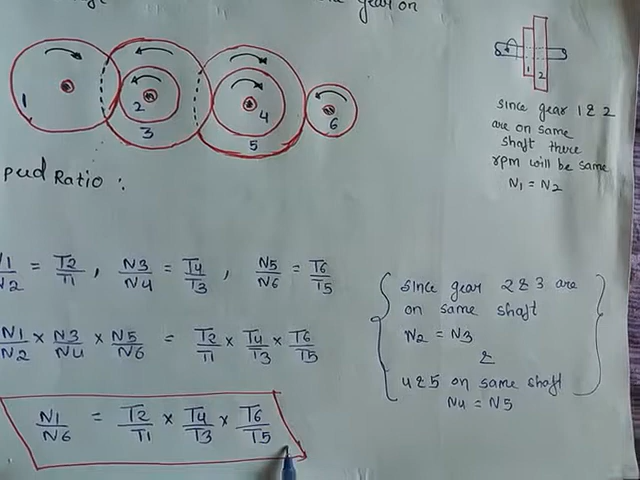 gear on
1
2
3
4
5
6
1
2
since gear 1 & 2
are on same
shaft there
rpm will be same
N1 = N2
Ratio :
N1/N2 = T2/T1 , N3/N4 = T4/T3 , N5/N6 = T6/T5
N1/N2 × N3/N4 × N5/N6 = T2/T1 × T4/T3 × T6/T5
N1/N6 = T2/T1 × T4/T3 × T6/T5
since gear 2 & 3 are
on same shaft
N2 = N3
&
4 & 5 on same shaft
N4 = N5